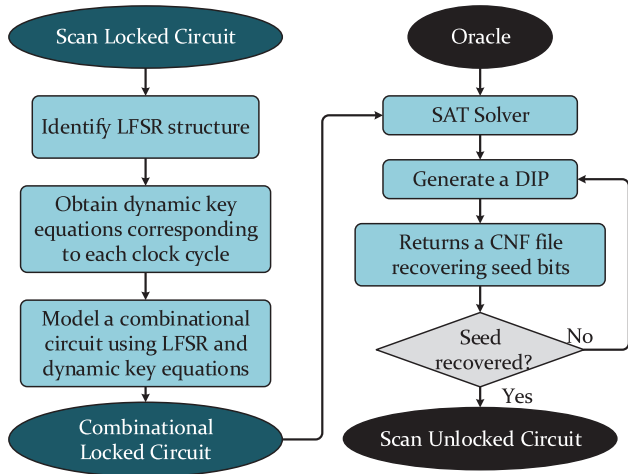 Scan Locked Circuit
Identify LFSR structure
Obtain dynamic key
equations corresponding
to each clock cycle
Model a combinational
circuit using LFSR and
dynamic key equations
Combinational
Locked Circuit
Oracle
SAT Solver
Generate a DIP
Returns a CNF file
recovering seed bits
Seed
recovered?
No
Yes
Scan Unlocked Circuit